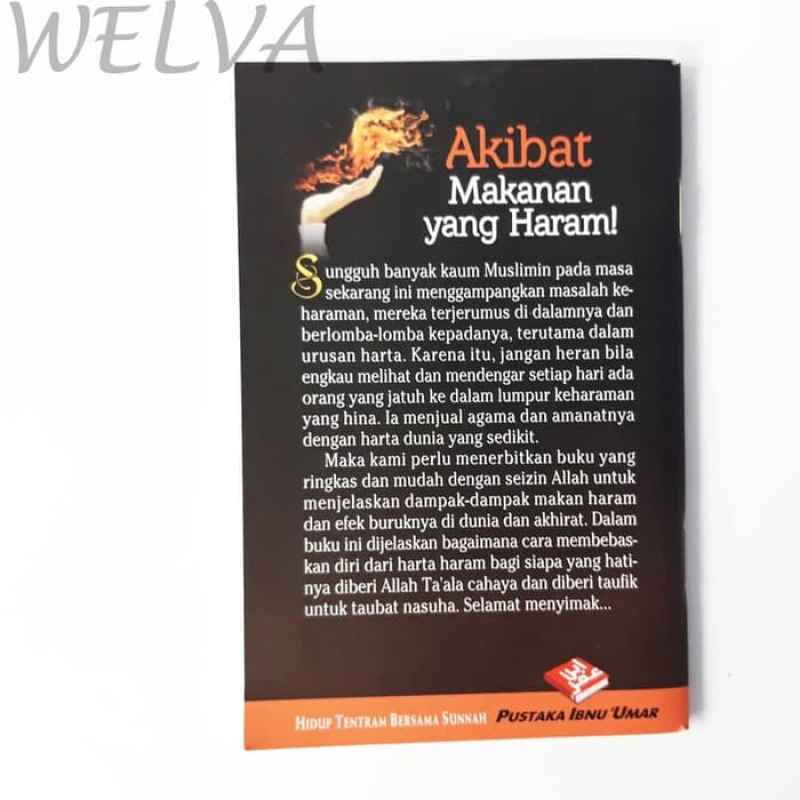 WELVA
Akibat
Makanan
yang Haram!
Sungguh banyak kaum Muslimin pada masa
sekarang ini menggampangkan masalah ke-
haraman, mereka terjerumus di dalamnya dan
berlomba-lomba kepadanya, terutama dalam
urusan harta. Karena itu, jangan heran bila
engkau melihat dan mendengar setiap hari ada
orang yang jatuh ke dalam lumpur keharaman
yang hina. Ia menjual agama dan amanatnya
dengan harta dunia yang sedikit.
Maka kami perlu menerbitkan buku yang
ringkas dan mudah dengan seizin Allah untuk
menjelaskan dampak-dampak makan haram
dan efek buruknya di dunia dan akhirat. Dalam
buku ini dijelaskan bagaimana cara membebas-
kan diri dari harta haram bagi siapa yang hati-
nya diberi Allah Ta'ala cahaya dan diberi taufik
untuk taubat nasuha. Selamat menyimak...
ابن
عمر
HIDUP TENTRAM BERSAMA SUNNAH PUSTAKA IBNU 'UMAR